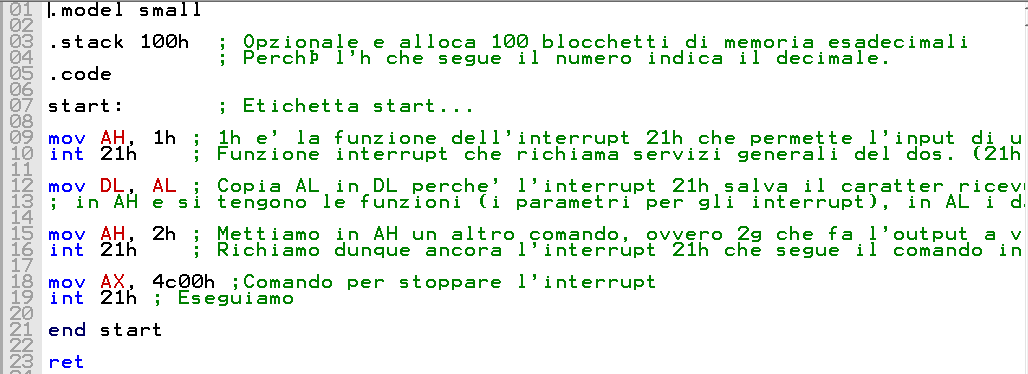 01 .model small
02
03 .stack 100h ; Opzionale e alloca 100 blocchetti di memoria esadecimali
04 ; PerchÞ l'h che segue il numero indica il decimale.
05 .code
06
07 start: ; Etichetta start...
08
09 mov AH, 1h ; 1h e' la funzione dell'interrupt 21h che permette l'input di u
10 int 21h ; Funzione interrupt che richiama servizi generali del dos. (21h
11
12 mov DL, AL ; Copia AL in DL perche' l'interrupt 21h salva il caratter ricev
13 ; in AH e si tengono le funzioni (i parametri per gli interrupt), in AL i d
14
15 mov AH, 2h ; Mettiamo in AH un altro comando, ovvero 2g che fa l'output a v
16 int 21h ; Richiamo dunque ancora l'interrupt 21h che segue il comando in
17
18 mov AX, 4c00h ;Comando per stoppare l'interrupt
19 int 21h ; Eseguiamo
20
21 end start
22
23 ret